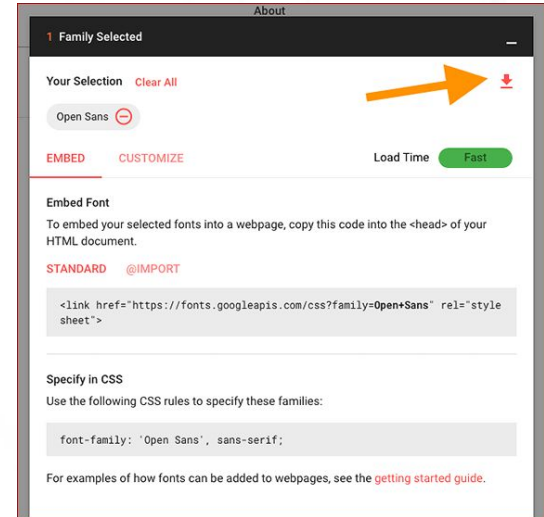 About
1 Family Selected
Your Selection Clear All
Open Sans
EMBED CUSTOMIZE Load Time Fast
Embed Font
To embed your selected fonts into a webpage, copy this code into the <head> of your
HTML document.
STANDARD @IMPORT
<link href="https://fonts.googleapis.com/css?family=Open+Sans" rel="style
sheet">
Specify in CSS
Use the following CSS rules to specify these families:
font-family: 'Open Sans', sans-serif;
For examples of how fonts can be added to webpages, see the getting started guide.